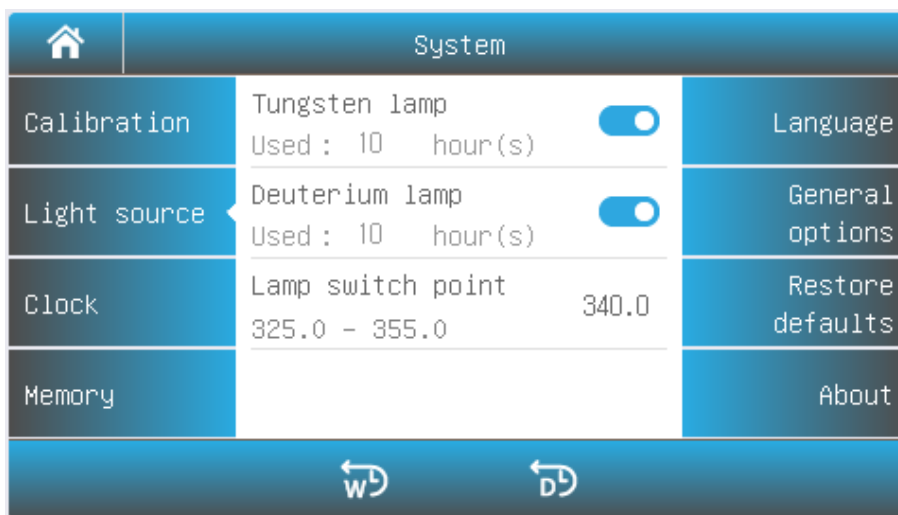 System
Calibration
Light source
Clock
Memory
Tungsten lamp
Used : 10 hour(s)
Deuterium lamp
Used : 10 hour(s)
Lamp switch point
325.0 - 355.0
340.0
Language
General
options
Restore
defaults
About
W
D